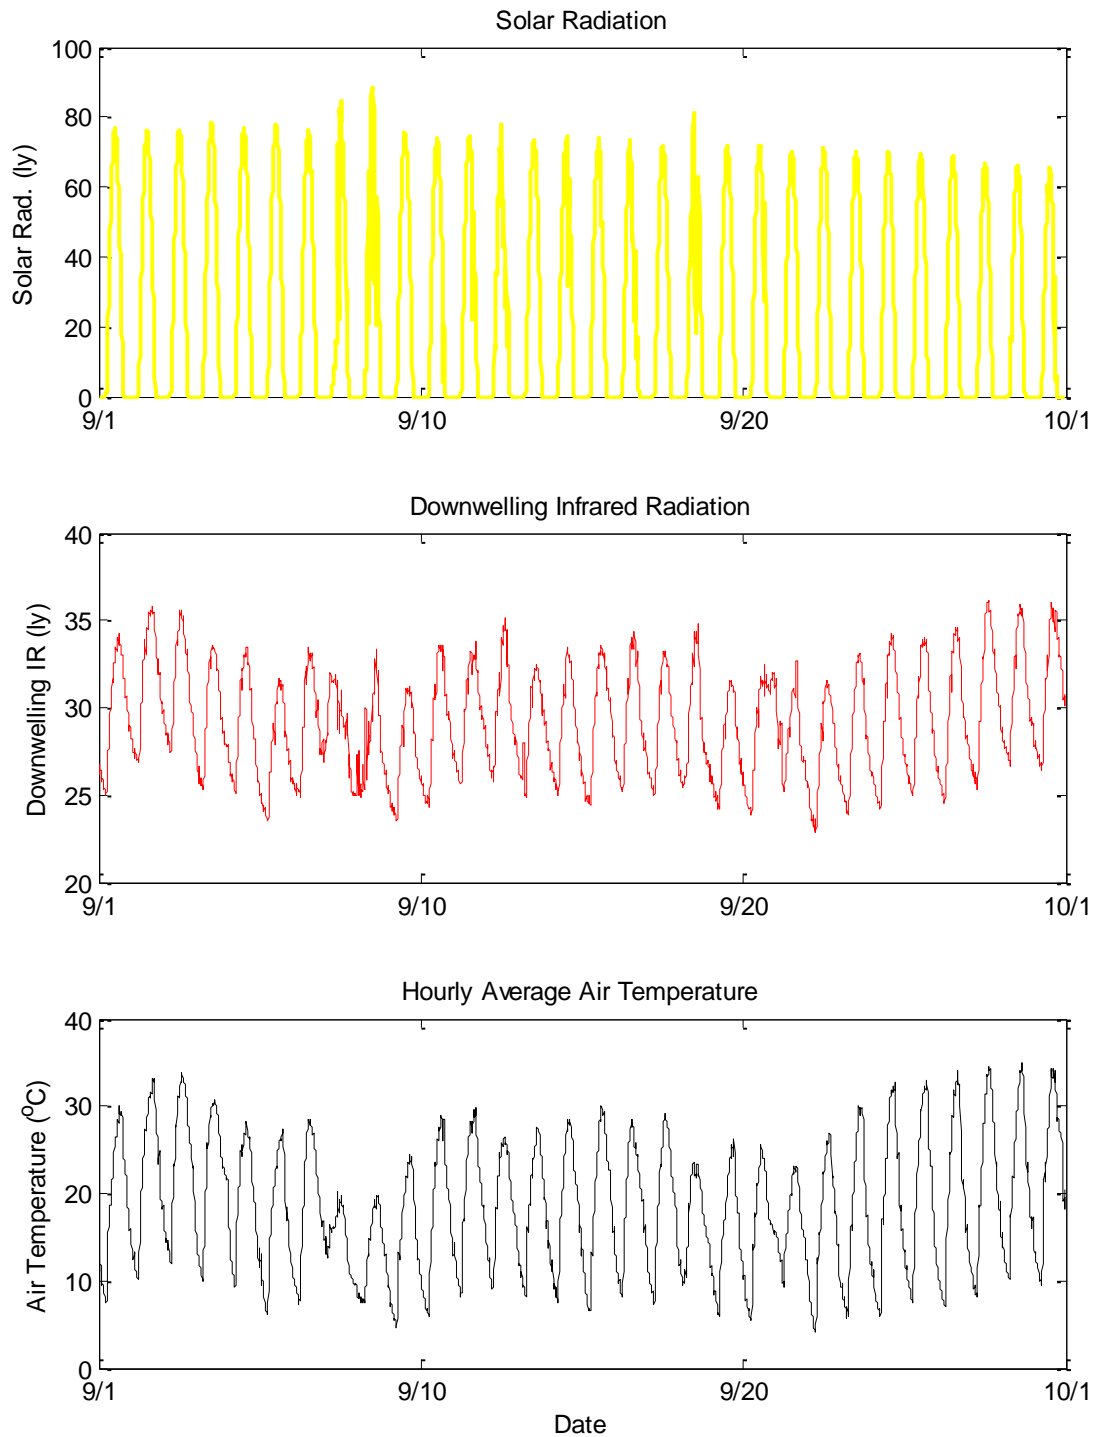 Solar Radiation
100
80
60
40
20
0
Solar Rad. (ly)
9/1 9/10 9/20 10/1
Downwelling Infrared Radiation
40
35
30
25
20
Downwelling IR (ly)
9/1 9/10 9/20 10/1
Hourly Average Air Temperature
40
30
20
10
0
Air Temperature (ºC)
9/1 9/10 9/20 10/1
Date